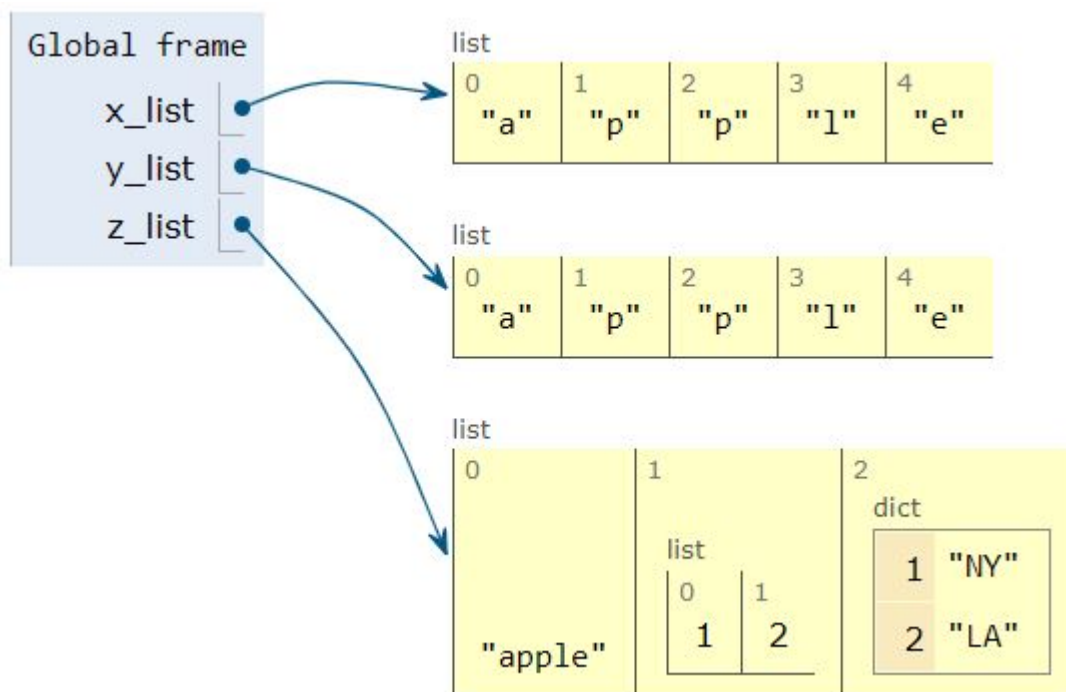 Global frame
x_list
y_list
z_list
list
0 1 2 3 4
"a" "p" "p" "l" "e"
list
0 1 2 3 4
"a" "p" "p" "l" "e"
list
0 1 2
"apple"
list
0 1
1 2
dict
1 "NY"
2 "LA"